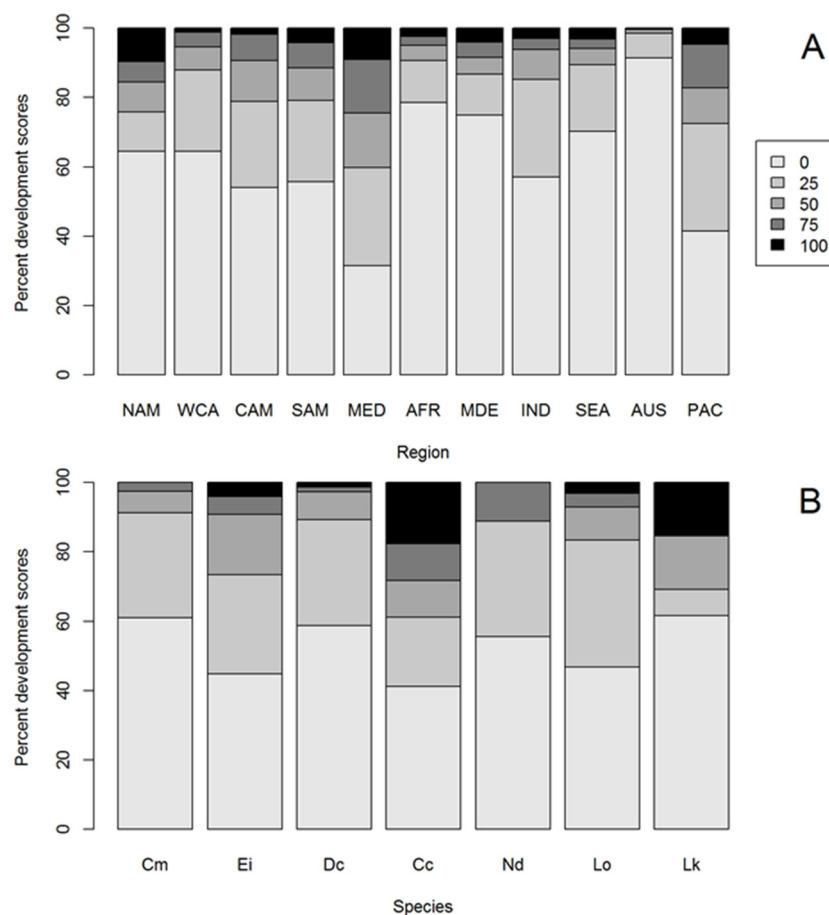 A
Percent development scores
100
80
60
40
20
0
0
25
50
75
100
NAM WCA CAM SAM MED AFR MDE IND SEA AUS PAC
Region
B
Percent development scores
100
80
60
40
20
0
Cm Ei Dc Cc Nd Lo Lk
Species